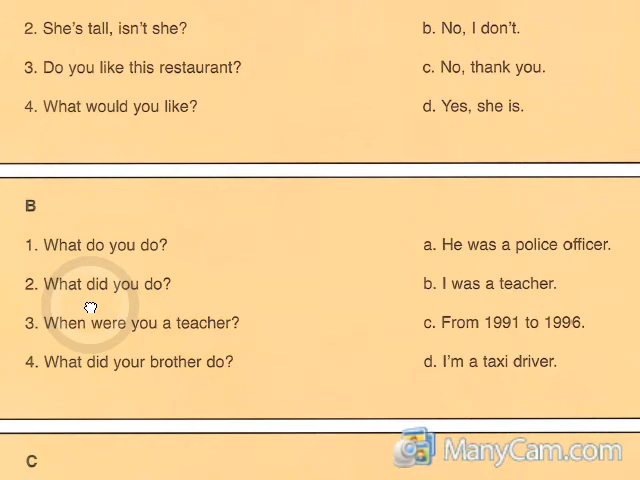 2. She's tall, isn't she? b. No, I don't.
3. Do you like this restaurant? c. No, thank you.
4. What would you like? d. Yes, she is.
B
1. What do you do? a. He was a police officer.
2. What did you do? b. I was a teacher.
3. When were you a teacher? c. From 1991 to 1996.
4. What did your brother do? d. I'm a taxi driver.
C
ManyCam.com